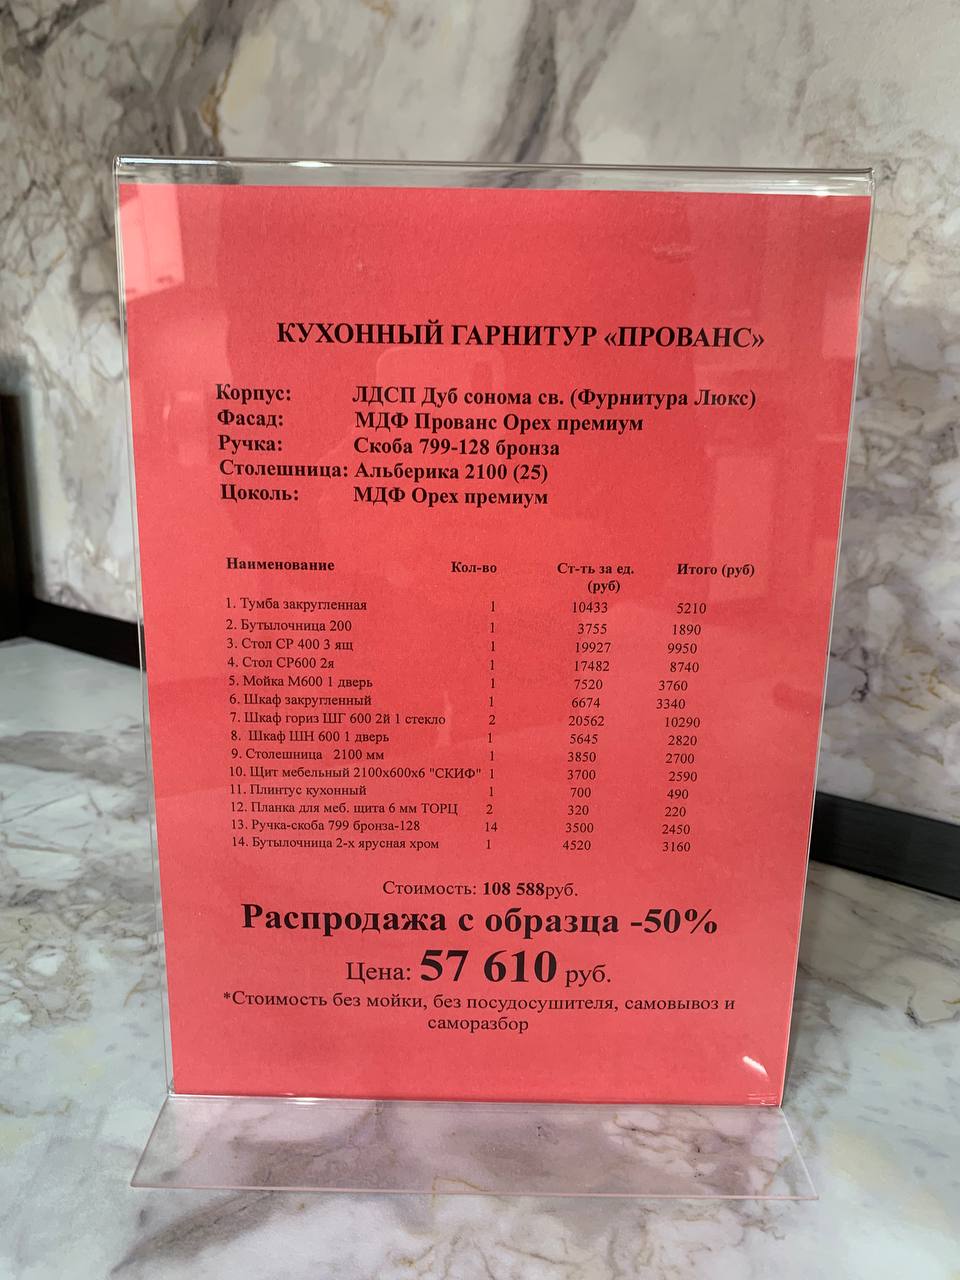 КУХОННЫЙ ГАРНИТУР «ПРОВАНС»
Корпус: ЛДСП Дуб сонома св. (Фурнитура Люкс)
Фасад: МДФ Прованс Орех премиум
Ручка: Скоба 799-128 бронза
Столешница: Альберика 2100 (25)
Цоколь: МДФ Орех премиум
Наименование Кол-во Ст-ть за ед. Итого (руб)
(руб)
1. Тумба закругленная 1 10433 5210
2. Бутылочница 200 1 3755 1890
3. Стол СР 400 3 ящ 1 19927 9950
4. Стол СР600 2я 1 17482 8740
5. Мойка М600 1 дверь 1 7520 3760
6. Шкаф закругленный 1 6674 3340
7. Шкаф гориз ШГ 600 2й 1 стекло 2 20562 10290
8. Шкаф ШН 600 1 дверь 1 5645 2820
9. Столешница 2100 мм 1 3850 2700
10. Щит мебельный 2100х600х6 "СКИФ" 1 3700 2590
11. Плинтус кухонный 1 700 490
12. Планка для меб. щита 6 мм ТОРЦ 2 320 220
13. Ручка-скоба 799 бронза-128 14 3500 2450
14. Бутылочница 2-х ярусная хром 1 4520 3160
Стоимость: 108 588руб.
Распродажа с образца -50%
Цена: 57 610 руб.
*Стоимость без мойки, без посудосушителя, самовывоз и
саморазбор